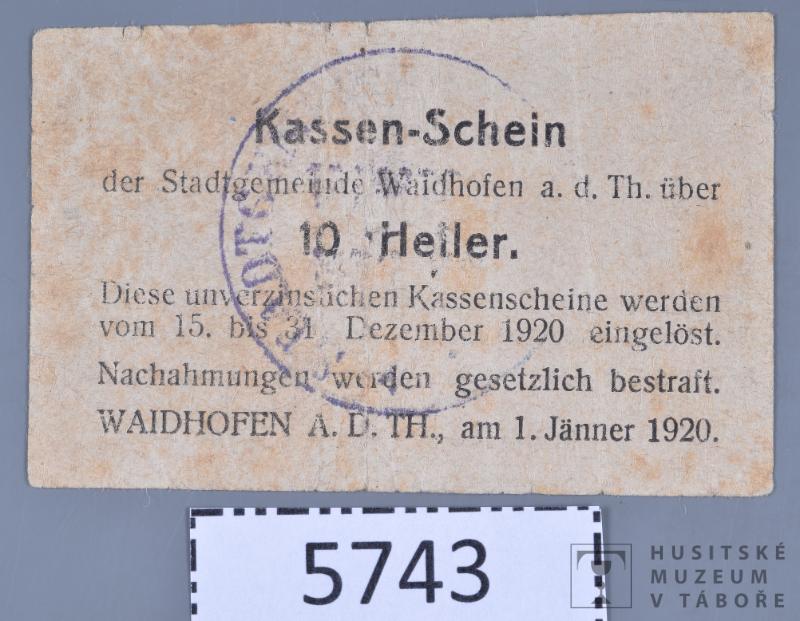 Kassen-Schein
der Stadtgemeinde Waidhofen a. d. Th. über
10 Heller.
Diese unverzinslichen Kassenscheine werden
vom 15. bis 31. Dezember 1920 eingelöst.
Nachahmungen werden gesetzlich bestraft.
WAIDHOFEN A. D. TH., am 1. Jänner 1920.
5743
HUSITSKÉ
MUZEUM
V TÁBOŘE